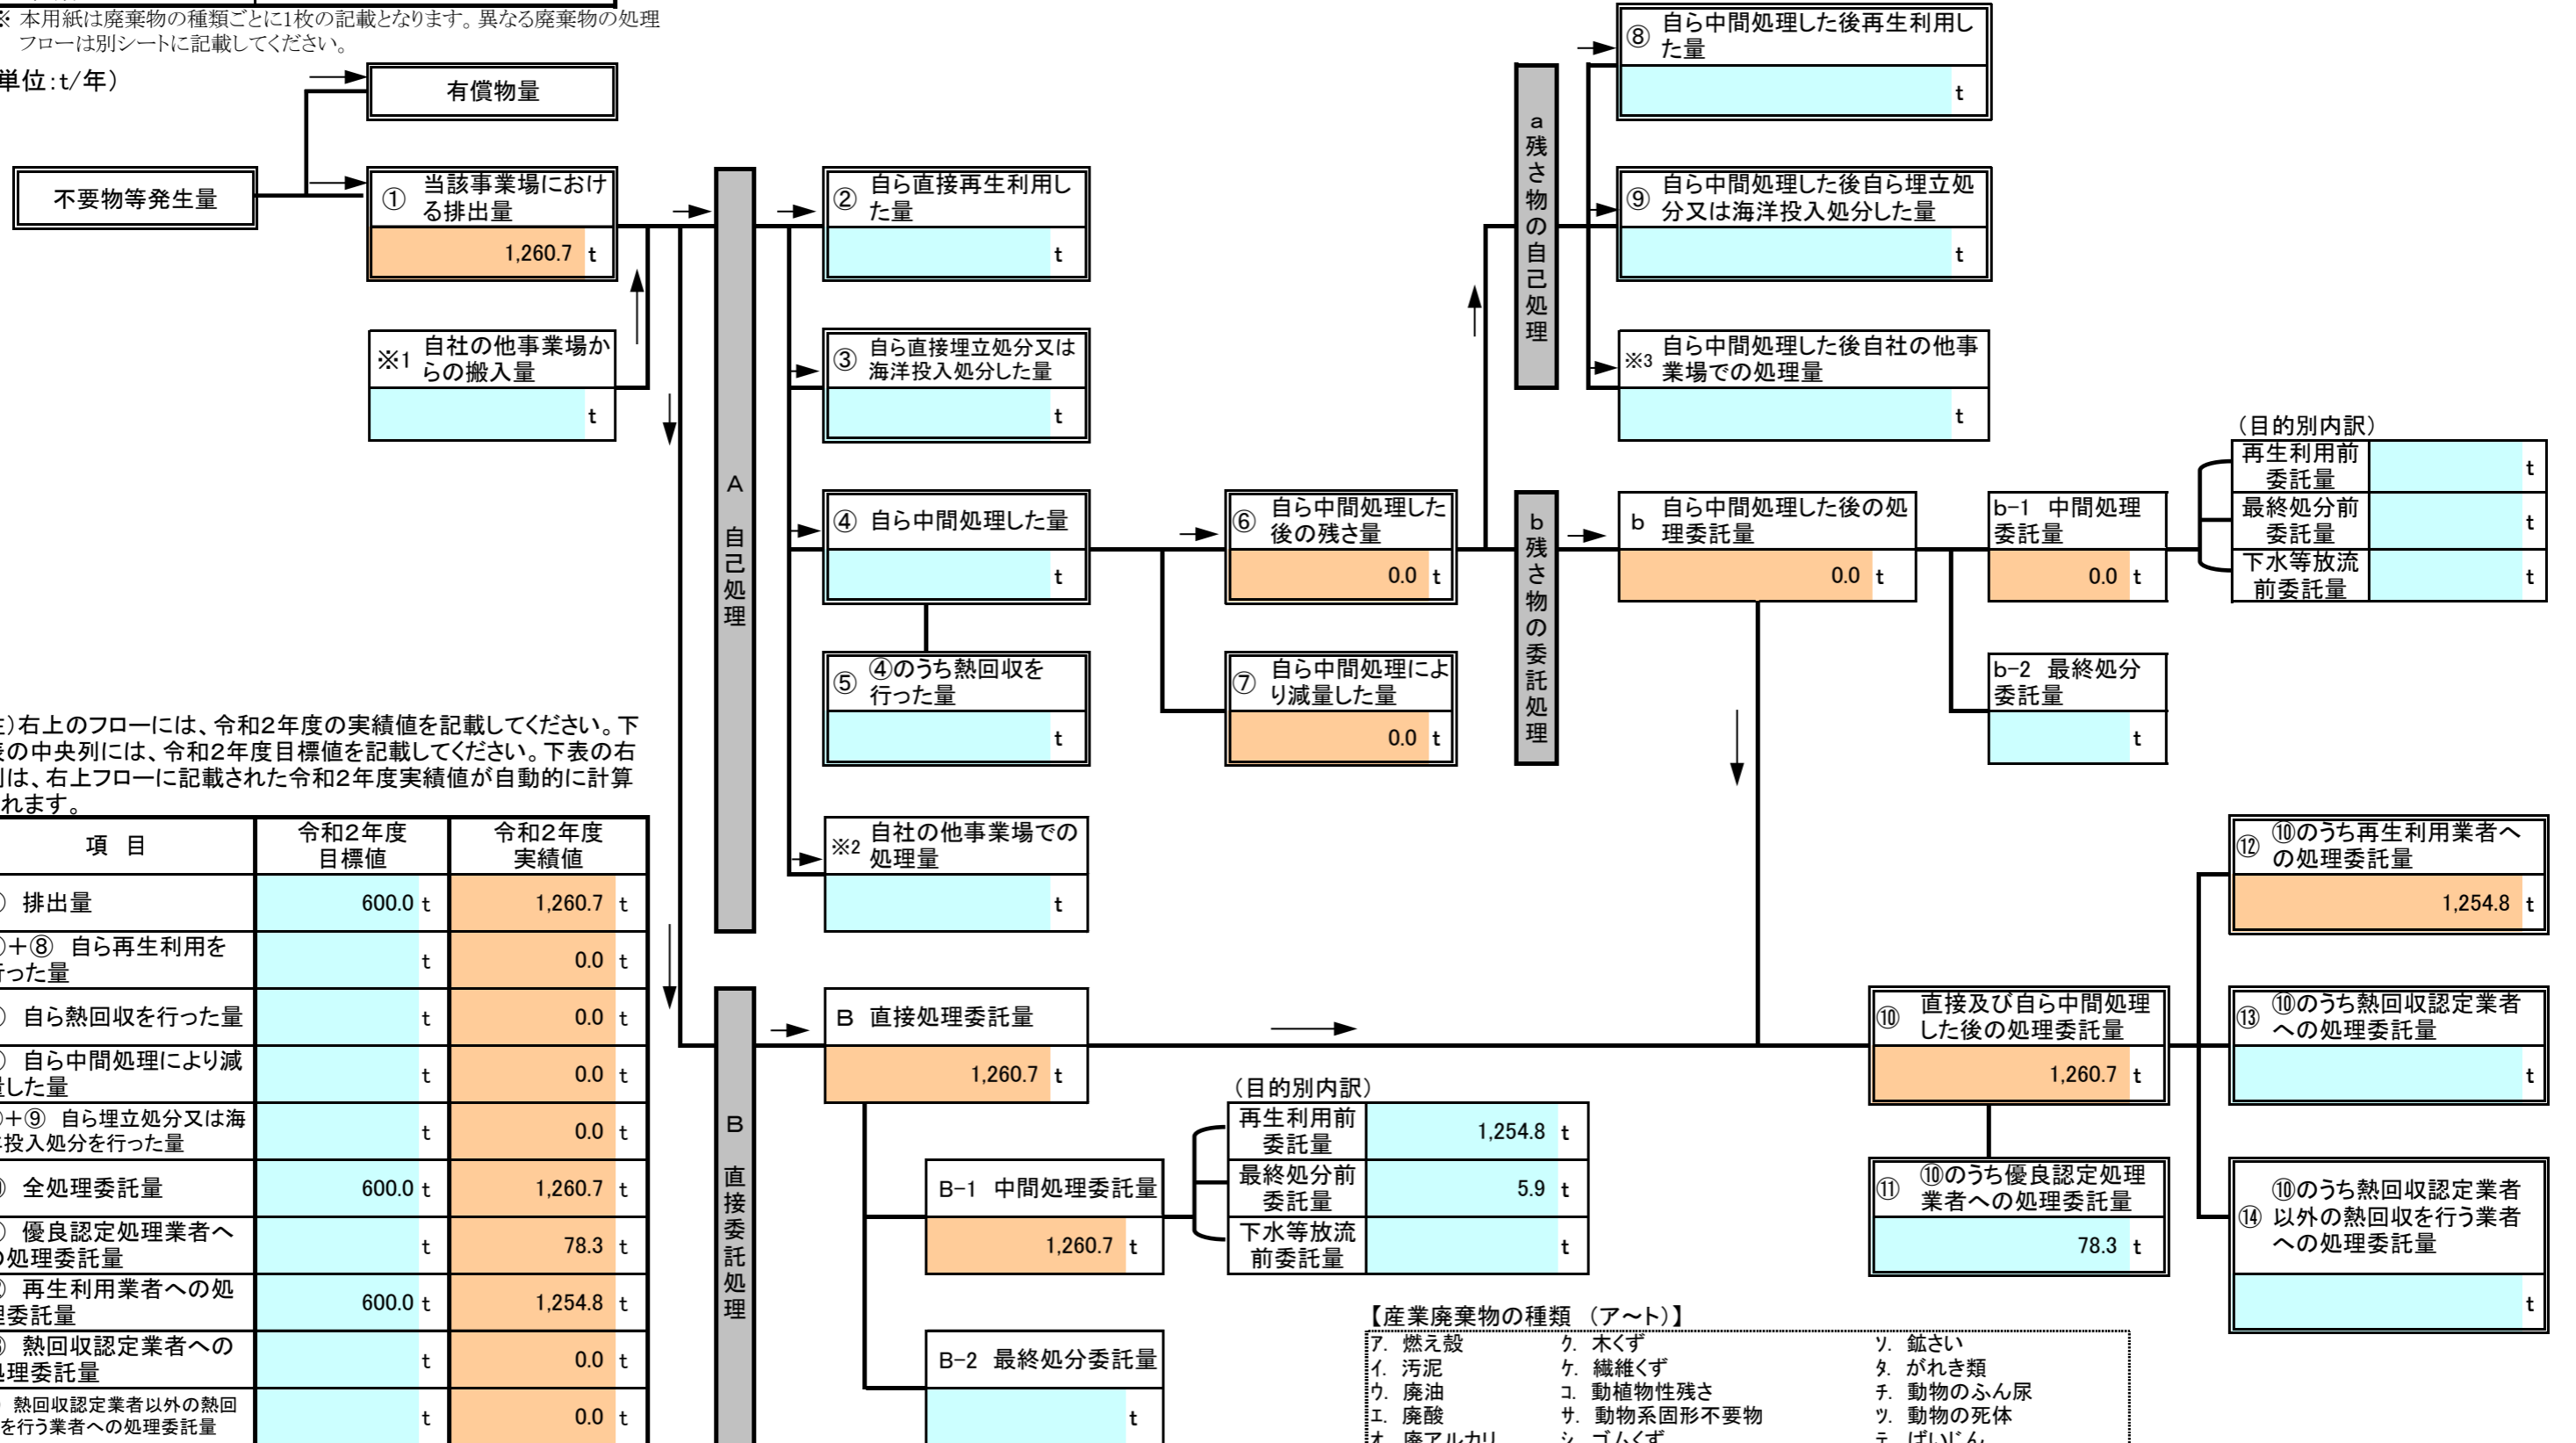 ※ 本用紙は廃棄物の種類ごとに1枚の記載となります。異なる廃棄物の処理
フローは別シートに記載してください。
単位:t/年)
有償物量
不要物等発生量
① 当該事業場におけ
る排出量
1,260.7 t
※1 自社の他事業場か
らの搬入量
t
A 自己処理
② 自ら直接再生利用し
た量
t
③ 自ら直接埋立処分又は
海洋投入処分した量
t
④ 自ら中間処理した量
t
⑤ ④のうち熱回収を
行った量
t
※2 自社の他事業場での
処理量
t
⑥ 自ら中間処理した
後の残さ量
0.0 t
⑦ 自ら中間処理によ
り減量した量
0.0 t
a 残さ物の自己処理
⑧ 自ら中間処理した後再生利用し
た量
t
⑨ 自ら中間処理した後自ら埋立処
分又は海洋投入処分した量
t
※3 自ら中間処理した後自社の他事
業場での処理量
t
b 残さ物の委託処理
b 自ら中間処理した後の処
理委託量
0.0 t
b-1 中間処理
委託量
0.0 t
b-2 最終処分
委託量
t
(目的別内訳)
再生利用前
委託量
t
最終処分前
委託量
t
下水等放流
前委託量
t
)右上のフローには、令和2年度の実績値を記載してください。下
の中央列には、令和2年度目標値を記載してください。下表の右
は、右上フローに記載された令和2年度実績値が自動的に計算
れます。
項 目 令和2年度
目標値 令和2年度
実績値
排出量 600.0 t 1,260.7 t
+⑧ 自ら再生利用を
った量 t 0.0 t
自ら熱回収を行った量 t 0.0 t
自ら中間処理により減
した量 t 0.0 t
+⑨ 自ら埋立処分又は海
投入処分を行った量 t 0.0 t
全処理委託量 600.0 t 1,260.7 t
優良認定処理業者へ
処理委託量 t 78.3 t
再生利用業者への処
委託量 600.0 t 1,254.8 t
熱回収認定業者への
理委託量 t 0.0 t
熱回収認定業者以外の熱回
を行う業者への処理委託量 t 0.0 t
B 直接委託処理
B 直接処理委託量
1,260.7 t
B-1 中間処理委託量
1,260.7 t
B-2 最終処分委託量
t
(目的別内訳)
再生利用前
委託量
1,254.8 t
最終処分前
委託量
5.9 t
下水等放流
前委託量
t
⑩ 直接及び自ら中間処理
した後の処理委託量
1,260.7 t
⑪ ⑩のうち優良認定処理
業者への処理委託量
78.3 t
⑫ ⑩のうち再生利用業者へ
の処理委託量
1,254.8 t
⑬ ⑩のうち熱回収認定業者
への処理委託量
t
⑭ ⑩のうち熱回収認定業者
以外の熱回収を行う業者
への処理委託量
t
【産業廃棄物の種類 (ア~ト)】
ア. 燃え殻 ク. 木くず ソ. 鉱さい
イ. 汚泥 ケ. 繊維くず タ. がれき類
ウ. 廃油 コ. 動植物性残さ チ. 動物のふん尿
エ. 廃酸 サ. 動物系固形不要物 ツ. 動物の死体
オ. 廃アルカリ シ. ゴムくず テ. ばいじん